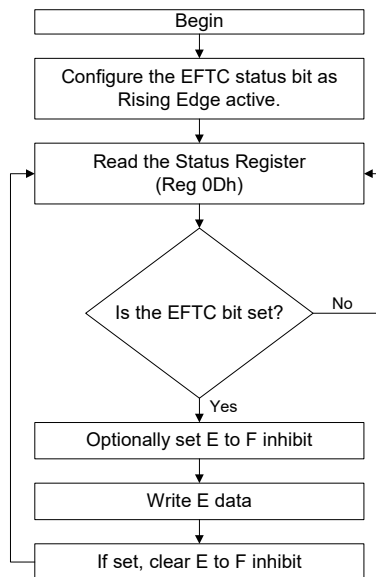 Begin
Configure the EFTC status bit as
Rising Edge active.
Read the Status Register
(Reg 0Dh)
Is the EFTC bit set?
No
Yes
Optionally set E to F inhibit
Write E data
If set, clear E to F inhibit